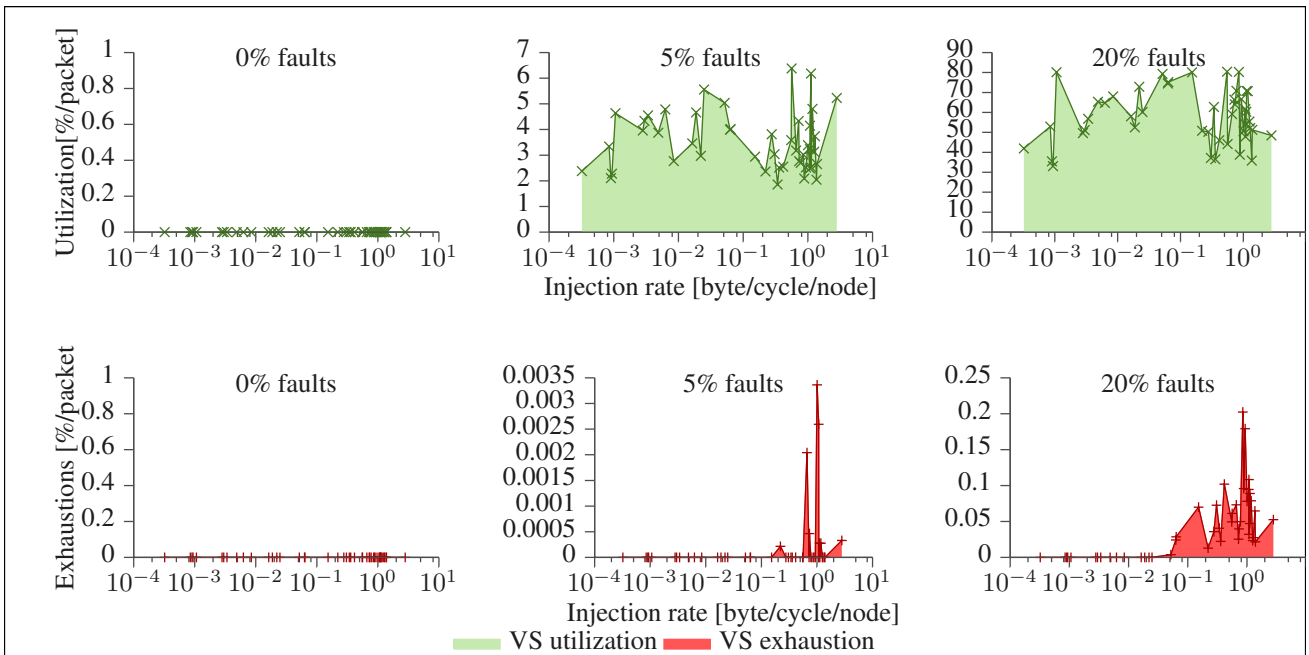 Utilization[%/packet]
0% faults
1
0.8
0.6
0.4
0.2
0
10−4 10−3 10−2 10−1 100 101
5% faults
7
6
5
4
3
2
1
0
10−4 10−3 10−2 10−1 100 101
Injection rate [byte/cycle/node]
20% faults
90
80
70
60
50
40
30
20
10
0
10−4 10−3 10−2 10−1 100
Exhaustions [%/packet
0% faults
1
0.8
0.6
0.4
0.2
0
10−4 10−3 10−2 10−1 100 101
5% faults
0.0035
0.003
0.0025
0.002
0.0015
0.001
0.0005
0
10−4 10−3 10−2 10−1 100 101
Injection rate [byte/cycle/node]
20% faults
0.25
0.2
0.15
0.1
0.05
0
10−4 10−3 10−2 10−1 100
VS utilization VS exhaustion